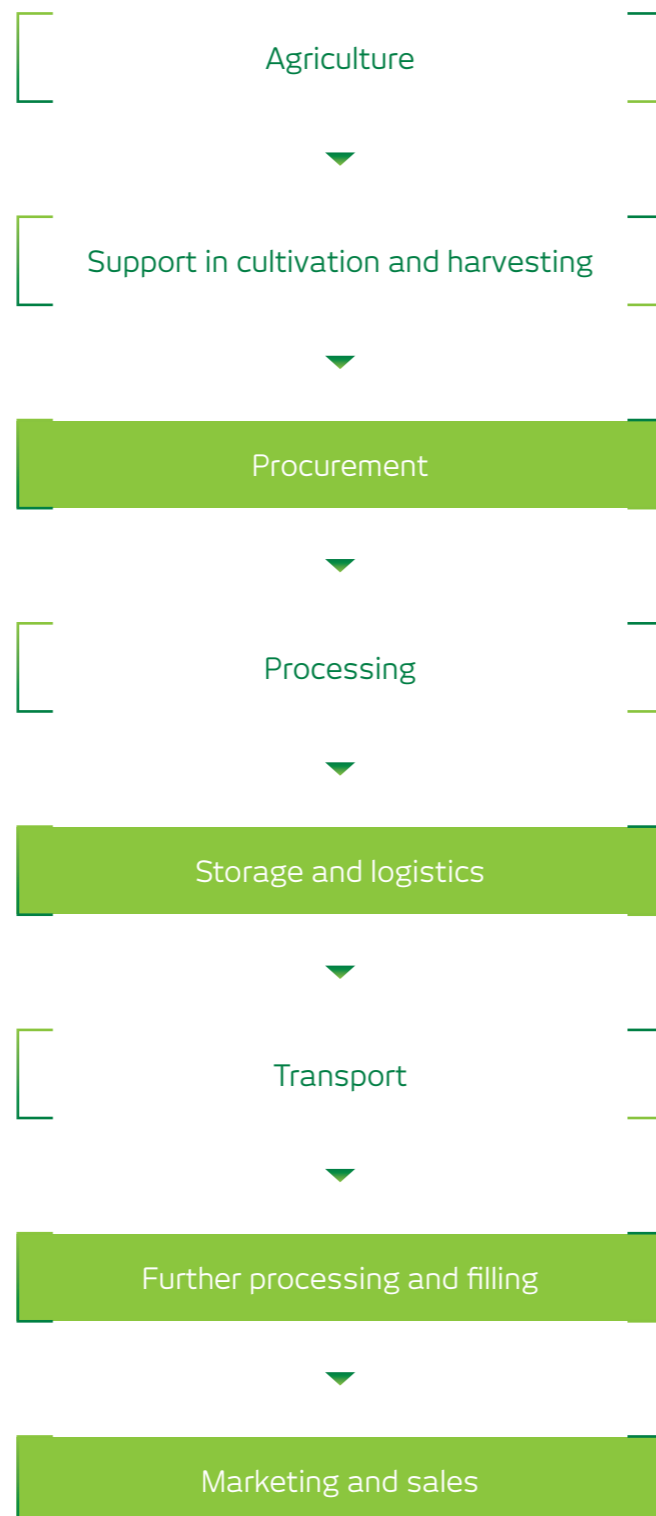 Agriculture
Support in cultivation and harvesting
Procurement
Processing
Storage and logistics
Transport
Further processing and filling
Marketing and sales